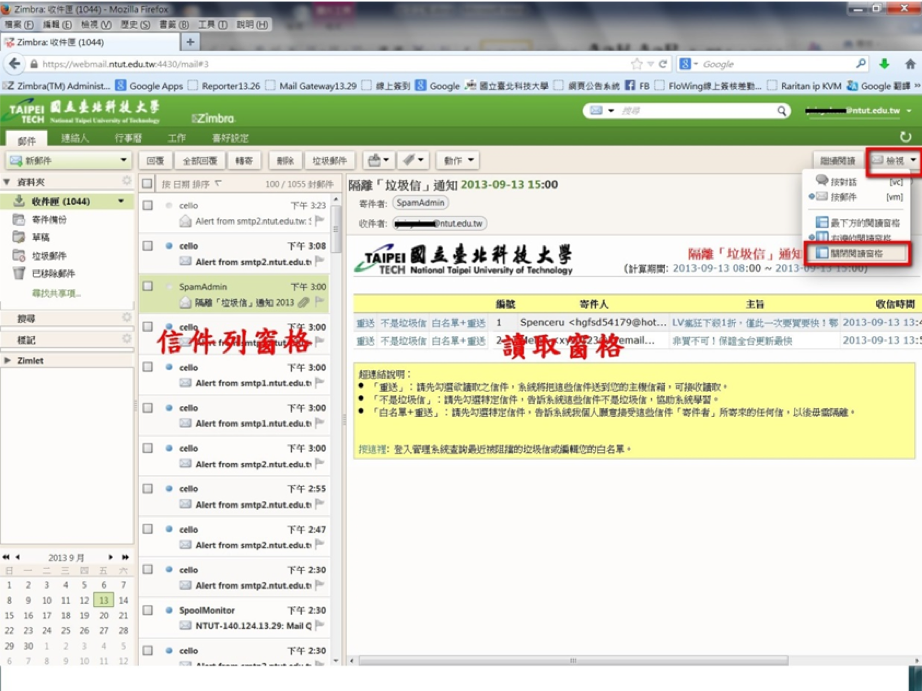 Zimbra: 收件匣 (1044) - Mozilla Firefox
檔案(F) 編輯(E) 檢視(V) 歷史(S) 書籤(B) 工具(T) 說明(H)
Zimbra: 收件匣 (1044)
https://webmail.ntut.edu.tw:4430/mail#3
Google
Zimbra(TM) Administ... Google Apps Reporter13.26 Mail Gateway13.29 線上簽到 Google 國立臺北科技大學 網頁公告系統 FB FlowWing線上簽核差勤... Raritan ip KVM Google 翻譯
TAIPEI TECH 國立臺北科技大學
National Taipei University of Technology
Zimbra
搜尋
@ntut.edu.tw
郵件 連絡人 行事曆 工作 喜好設定
新郵件 回覆 全部回覆 轉寄 刪除 垃圾郵件 動作 繼續閱讀 檢視
資料夾
收件匣 (1044)
寄件備份
草稿
垃圾郵件
已移除郵件
尋找共享項...
搜尋
標記
Zimlet
按 日期 排序 100 / 1055 封郵件
cello 下午 3:23
Alert from smtp2.ntut.edu.tw:
cello 下午 3:08
Alert from smtp2.ntut.edu.t
SpamAdmin 下午 3:00
隔離「垃圾信」通知 2013
cello 下午 3:00
信件列窗格
cello 下午 3:00
Alert from smtp1.ntut.edu.t
cello 下午 3:00
Alert from smtp1.ntut.edu.t
cello 下午 3:00
Alert from smtp2.ntut.edu.t
cello 下午 2:55
Alert from smtp2.ntut.edu.t
cello 下午 2:47
Alert from smtp2.ntut.edu.t
cello 下午 2:30
Alert from smtp2.ntut.edu.t
SpoolMonitor 下午 2:30
NTUT-140.124.13.29: Mail Q
cello 下午 2:30
隔離「垃圾信」通知 2013-09-13 15:00
寄件者: SpamAdmin
收件者: @ntut.edu.tw
按對話 [vc]
按郵件 [vm]
最下方的閱讀窗格
右邊的閱讀窗格
關閉閱讀窗格
TAIPEI TECH 國立臺北科技大學
National Taipei University of Technology
隔離「垃圾信」通知
(計算期間: 2013-09-13 08:00 ~ 2013-09-13 15:00)
編號 寄件人 主旨 收信時間
重送 不是垃圾信 白名單+重送 1 Spenceru <hgfsd54179@hot... LV瘋狂下殺1折，僅此一次要買要快！鄂 2013-09-13 13:4
重送 不是垃圾信 白名單+重送 2 email... 非買不可！保證全台更新最快 2013-09-13 13:5
讀取窗格
超連結說明：
● 「重送」：請先勾選欲讀取之信件，系統將把這些信件送到您的主機信箱，可接收讀取。
● 「不是垃圾信」：請先勾選特定信件，告訴系統這些信件不是垃圾信，協助系統學習。
● 「白名單+重送」：請先勾選特定信件，告訴系統我個人願意接受這些信件「寄件者」所寄來的任何信，以後毋需隔離。
按這裡: 登入管理系統查詢最近被阻擋的垃圾信或編輯您的白名單。
2013 9 月
日 一 二 三 四 五 六
1 2 3 4 5 6 7
8 9 10 11 12 13 14
15 16 17 18 19 20 21
22 23 24 25 26 27 28
29 30 1 2 3 4 5
6 7 8 9 10 11 12